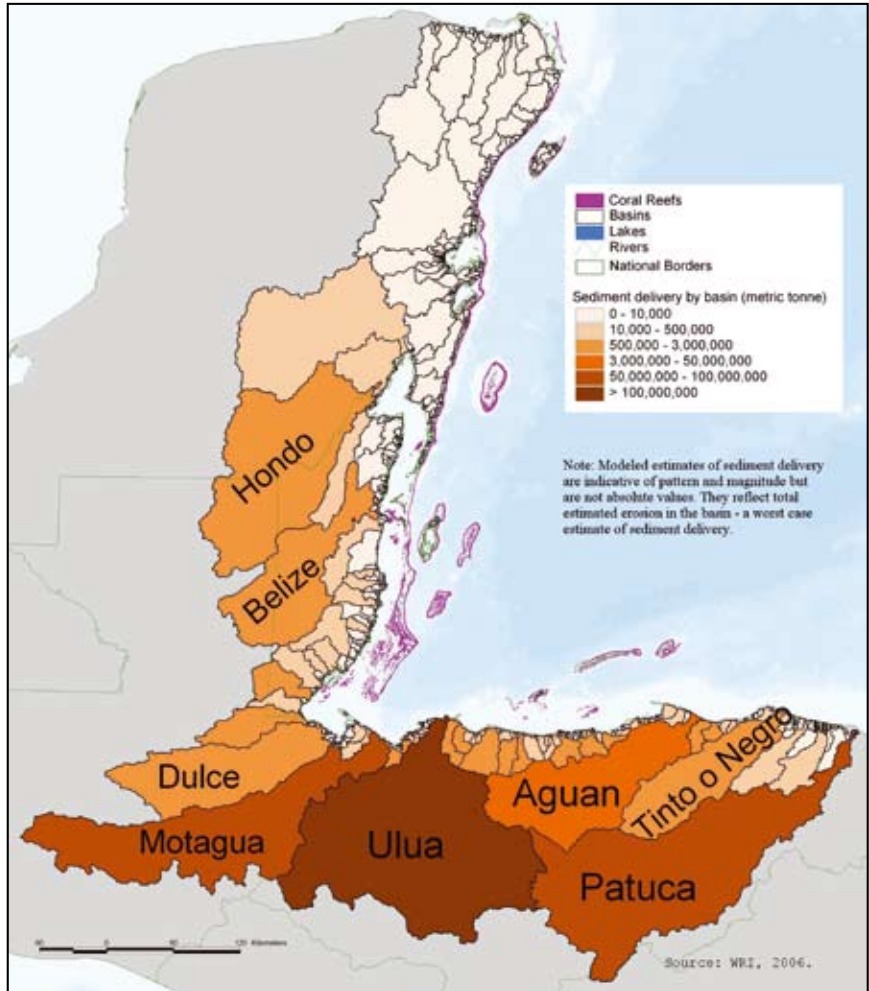 Coral Reefs
Basins
Lakes
Rivers
National Borders
Sediment delivery by basin (metric tonne)
0 - 10,000
10,000 - 500,000
500,000 - 3,000,000
3,000,000 - 50,000,000
50,000,000 - 100,000,000
> 100,000,000
Note: Modeled estimates of sediment delivery
are indicative of pattern and magnitude but
are not absolute values. They reflect total
estimated erosion in the basin - a worst case
estimate of sediment delivery.
Hondo
Belize
Dulce
Motagua
Ulua
Aguan
Tinto o Negro
Patuca
0
120 Kilometers
Source: WRI, 2006.